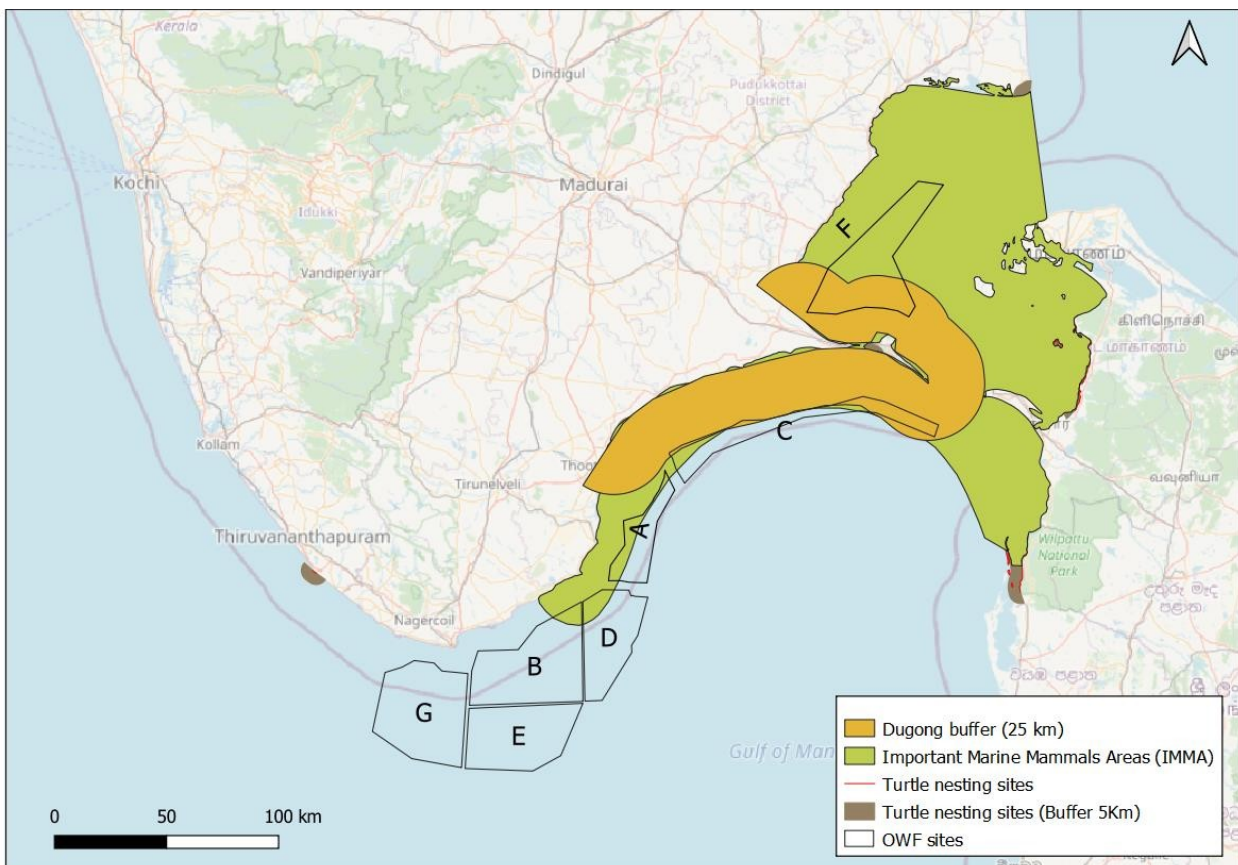 Kerala
Dindigul
Pudukkottai
District
Kochi
Madurai
Idukki
F
Vandiperiyar
கிளிநொச்சி
Kollam
C
Thoot
Tirunelveli
வவுனியா
Thiruvananthapuram
A
Wilpattu
National
Park
Nagercoil
D
B
G
E
Gulf of Man
Dugong buffer (25 km)
Important Marine Mammals Areas (IMMA)
Turtle nesting sites
Turtle nesting sites (Buffer 5Km)
OWF sites
0 50 100 km